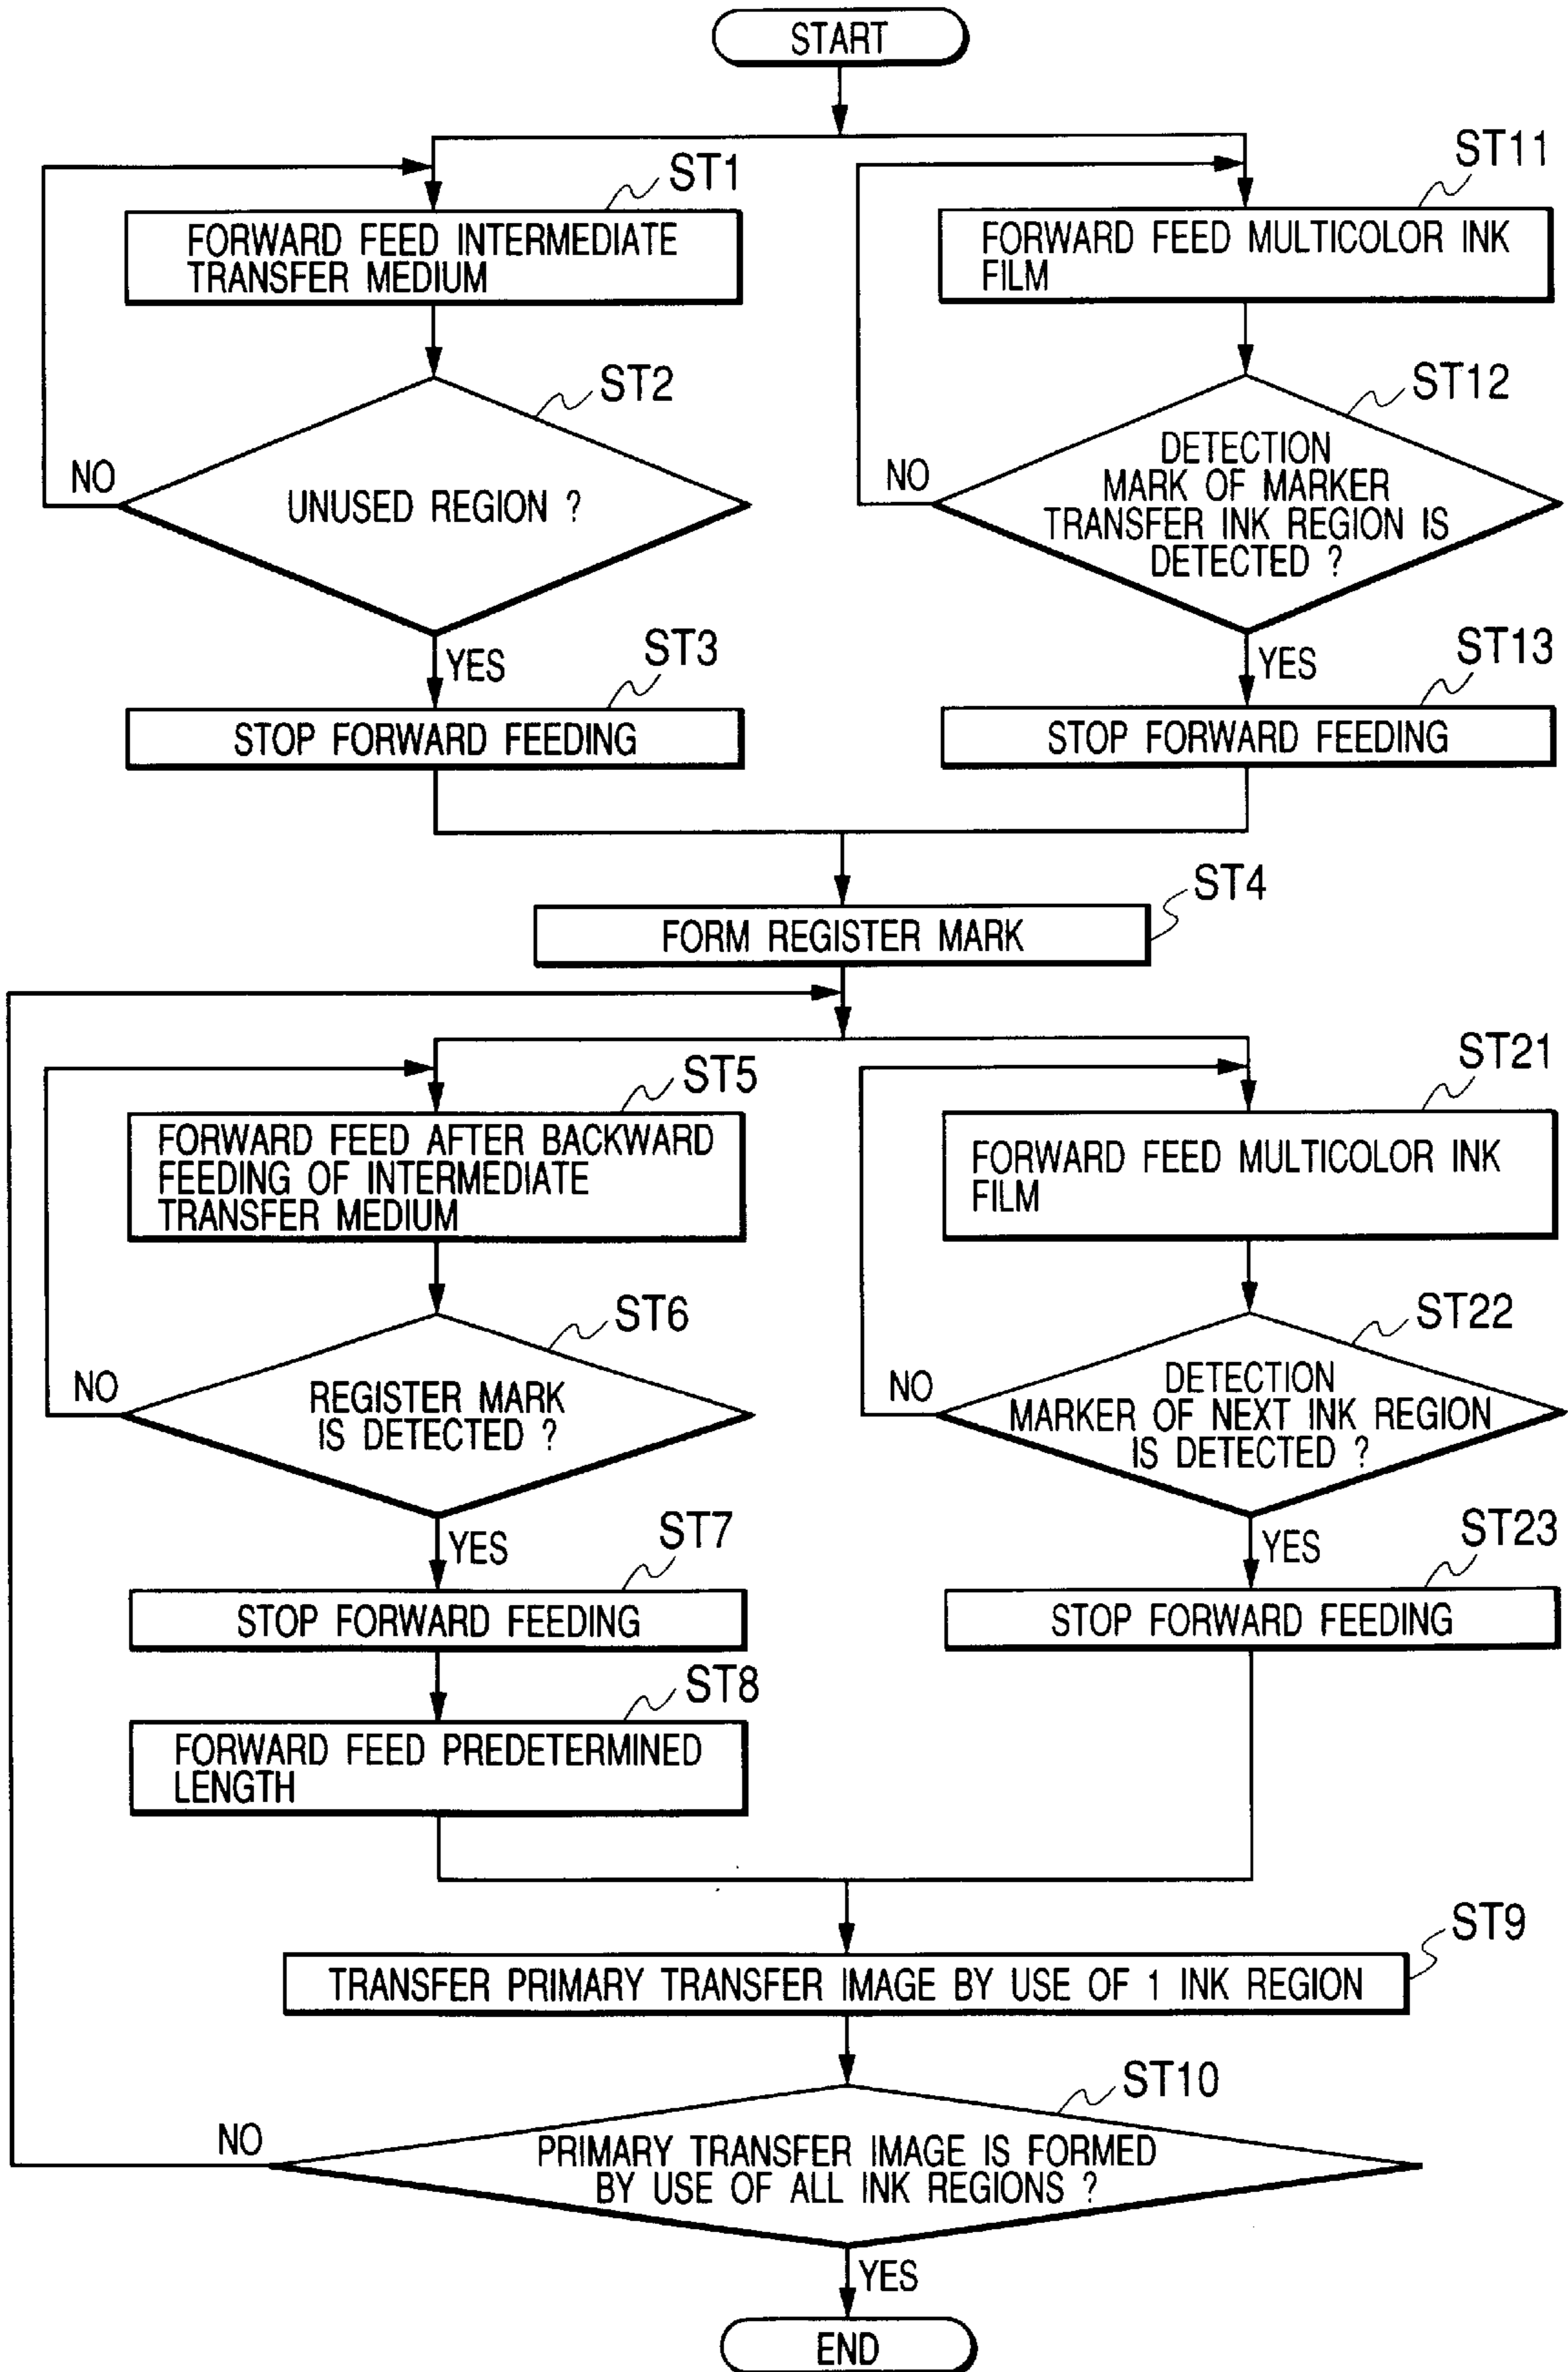 START
ST1
FORWARD FEED INTERMEDIATE
TRANSFER MEDIUM
ST11
FORWARD FEED MULTICOLOR INK
FILM
ST2
UNUSED REGION ?
NO
ST12
DETECTION
MARK OF MARKER
TRANSFER INK REGION IS
DETECTED ?
NO
YES
ST3
STOP FORWARD FEEDING
YES
ST13
STOP FORWARD FEEDING
ST4
FORM REGISTER MARK
ST5
FORWARD FEED AFTER BACKWARD
FEEDING OF INTERMEDIATE
TRANSFER MEDIUM
ST21
FORWARD FEED MULTICOLOR INK
FILM
ST6
NO
REGISTER MARK
IS DETECTED ?
ST22
NO
DETECTION
MARKER OF NEXT INK REGION
IS DETECTED ?
YES
ST7
STOP FORWARD FEEDING
YES
ST23
STOP FORWARD FEEDING
ST8
FORWARD FEED PREDETERMINED
LENGTH
ST9
TRANSFER PRIMARY TRANSFER IMAGE BY USE OF 1 INK REGION
ST10
NO
PRIMARY TRANSFER IMAGE IS FORMED
BY USE OF ALL INK REGIONS ?
YES
END